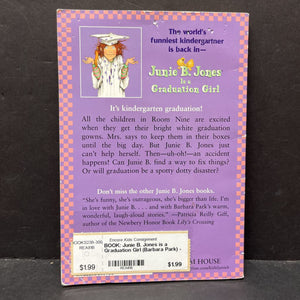 The world's
funniest kindergartner
is back in—
Junie B. Jones
Is a
Graduation Girl
It's kindergarten graduation!
All the children in Room Nine are excited
when they get their bright white graduation
gowns. Mrs. says to keep them in their boxes
until the big day. But Junie B. Jones just
can't help herself. Then—uh-oh!—an accident
happens! Can Junie B. find a way to fix things?
Or will graduation be a spotty dotty disaster?
Don't miss the other Junie B. Jones books.
"She's funny, she's outrageous, she's bigger than life.
I'm in love with Junie B. . . . and with Barbara Park's warm,
wonderful, laugh-aloud stories." —Patricia Reilly Giff,
author of the Newbery Honor Book Lily's Crossing
Encore Kids Consignment
BOOK: Junie B. Jones is a
Graduation Girl (Barbara Park) -
$1.99
$1.99
M HOUSE